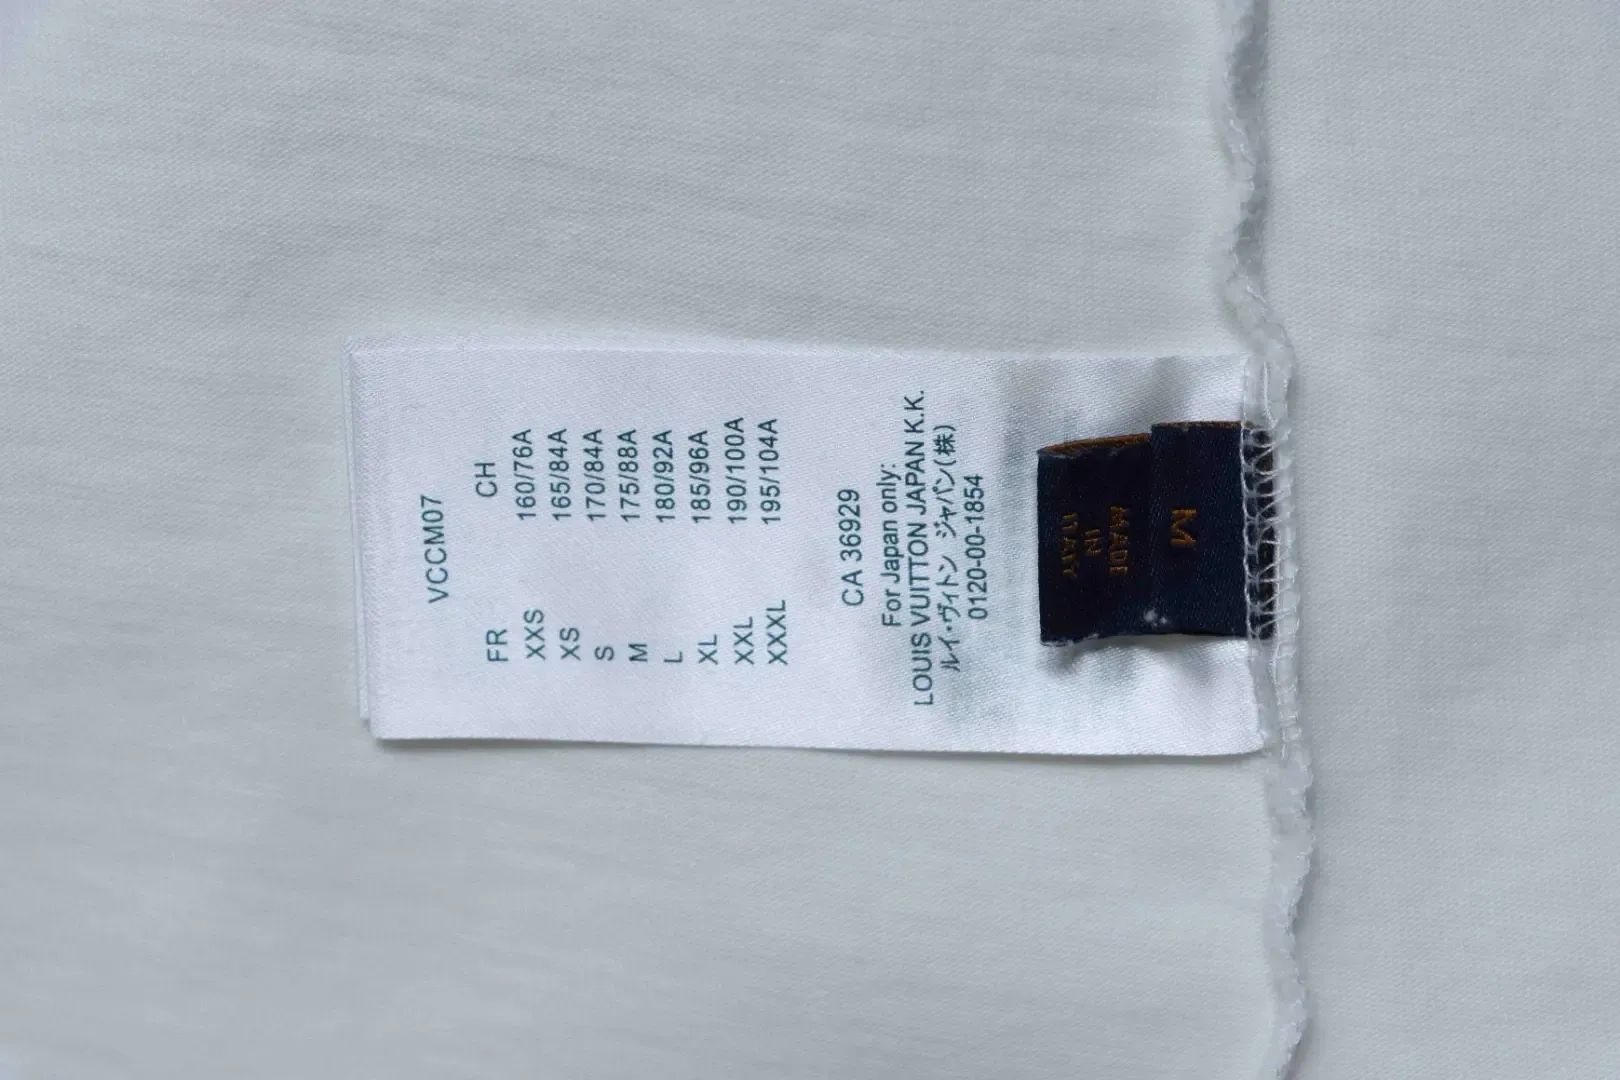 VCCM07
FR CH
XXS 160/76A
XS 165/84A
S 170/84A
M 175/88A
L 180/92A
XL 185/96A
XXL 190/100A
XXXL 195/104A
CA 36929
For Japan only:
LOUIS VUITTON JAPAN K.K.
ルイ・ヴィトン ジャパン(株)
0120-00-1854
M
MADE
IN
ITALY